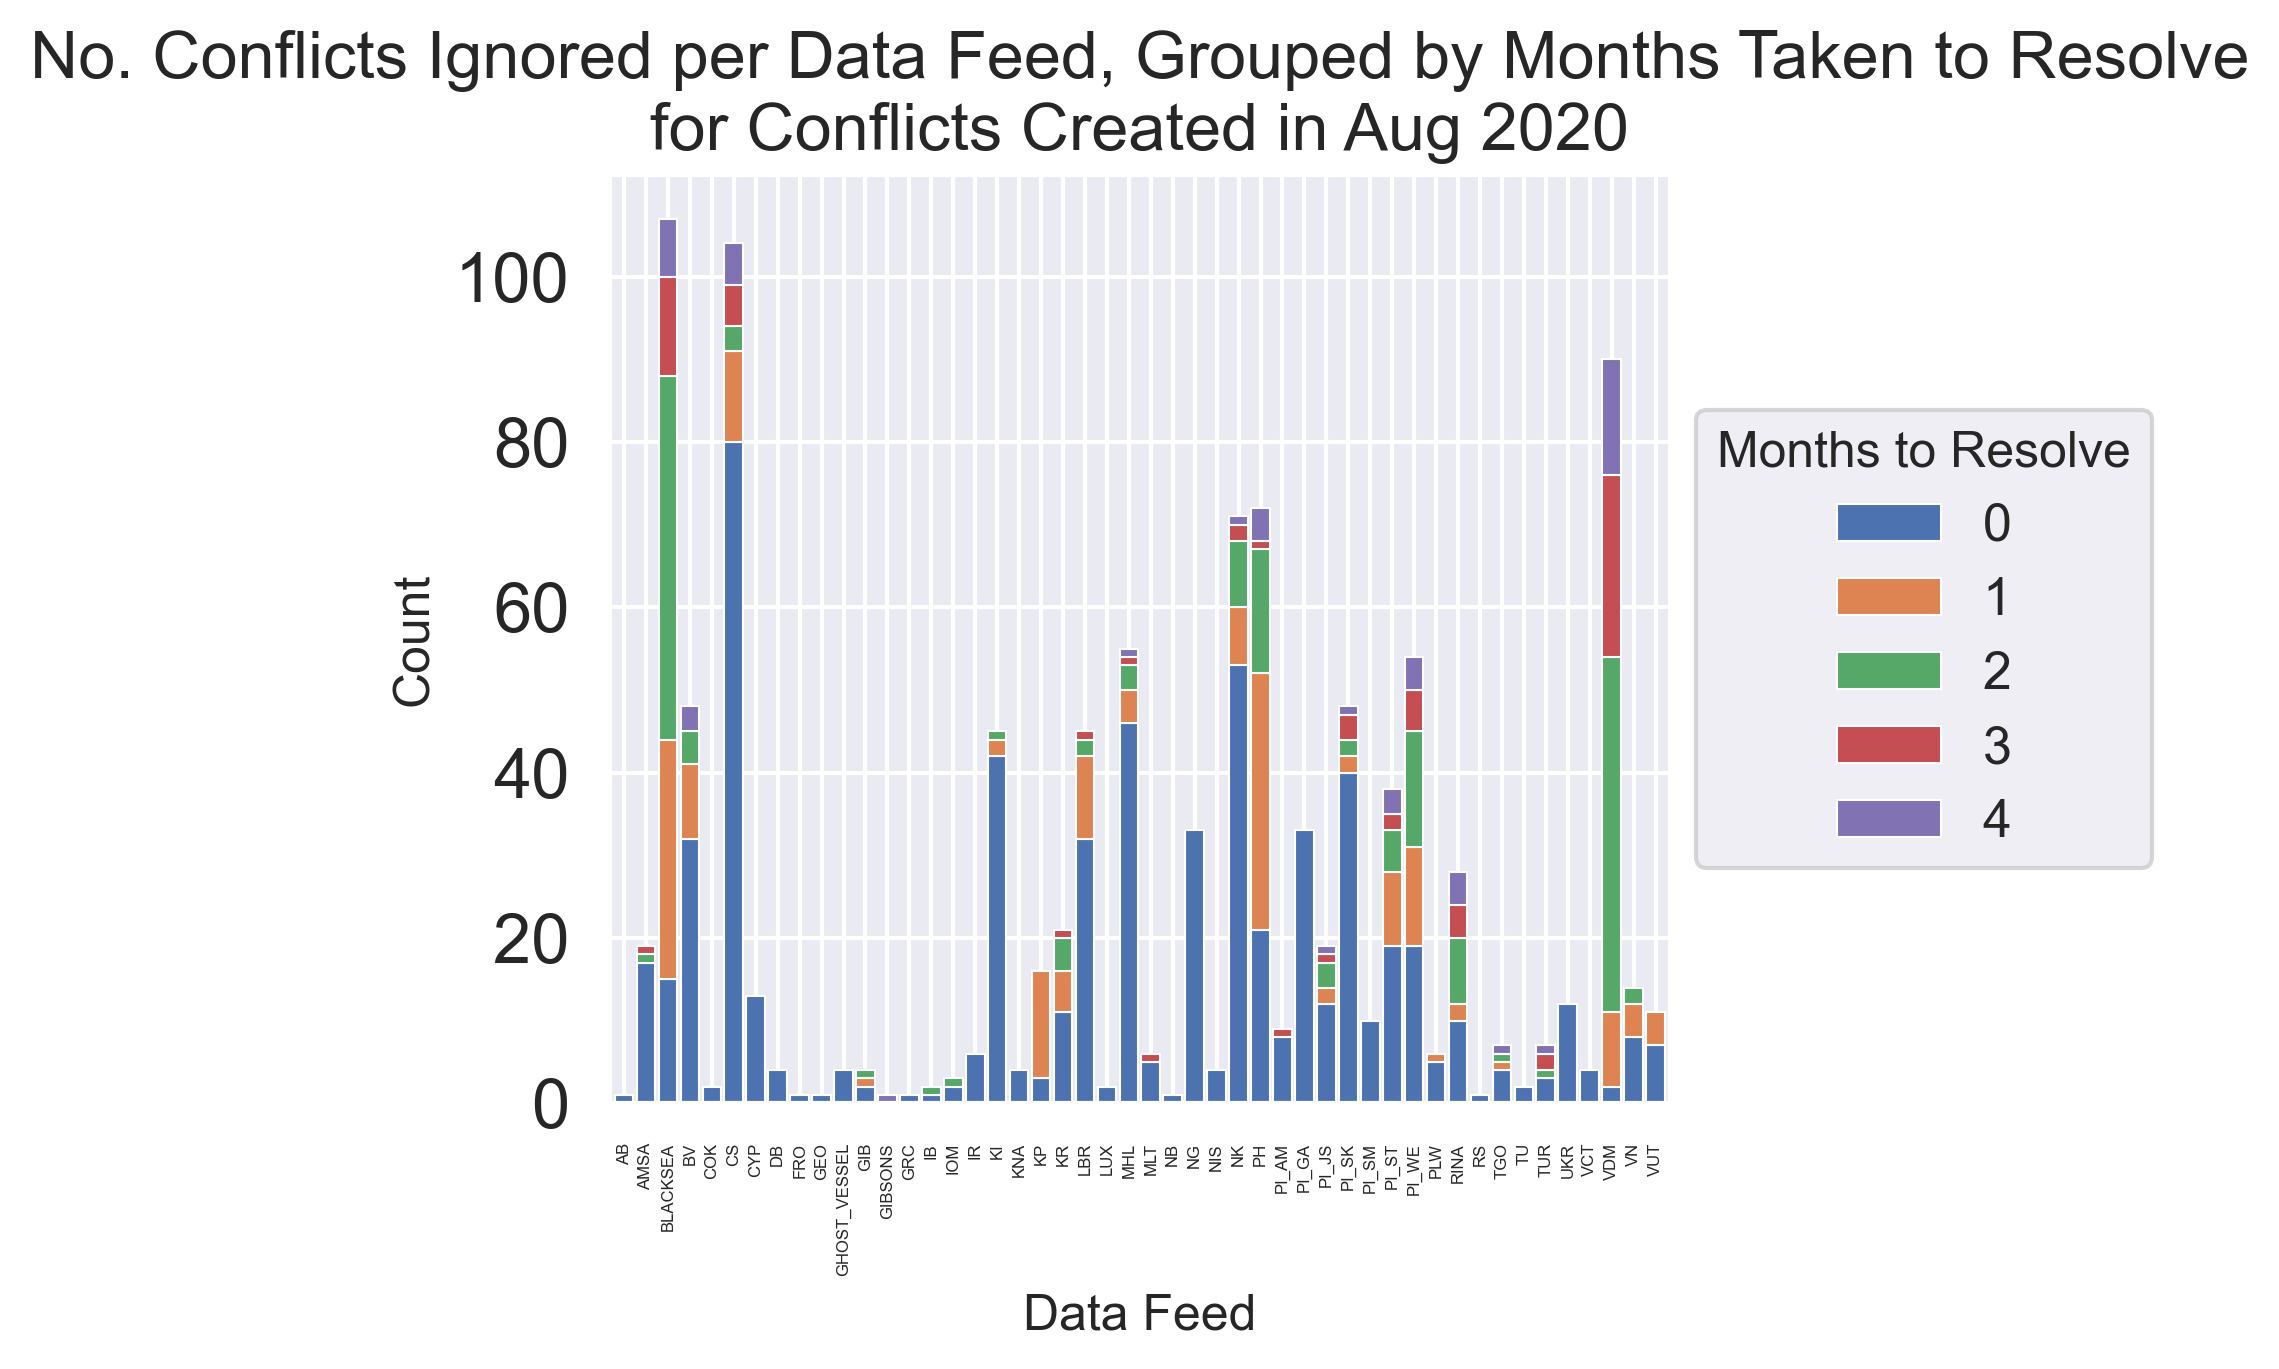 No. Conflicts Ignored per Data Feed, Grouped by Months Taken to Resolve
for Conflicts Created in Aug 2020
100
80
60
40
20
0
Count
Months to Resolve
0
1
2
3
4
AB
AMSA
BLACKSEA
BV
COK
CS
CYP
DB
FRO
GEO
GHOST_VESSEL
GIB
GIBSONS
GRC
IB
IOM
IR
KI
KNA
KP
KR
LBR
LUX
MHL
MLT
NB
NG
NIS
NK
PH
PI_AM
PI_GA
PI_JS
PI_SK
PI_SM
PI_ST
PI_WE
PLW
RINA
RS
TGO
TU
TUR
UKR
VCT
VDM
VN
VUT
Data Feed